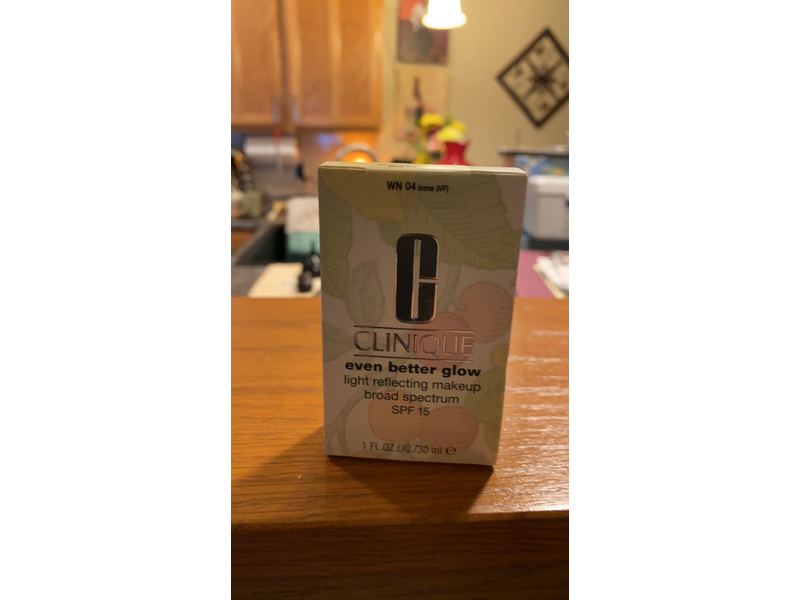 WN 04 bone (VF)
CLINIQUE
even better glow
light reflecting makeup
broad spectrum
SPF 15
1 FL.OZ.LIQ/30 ml ℮